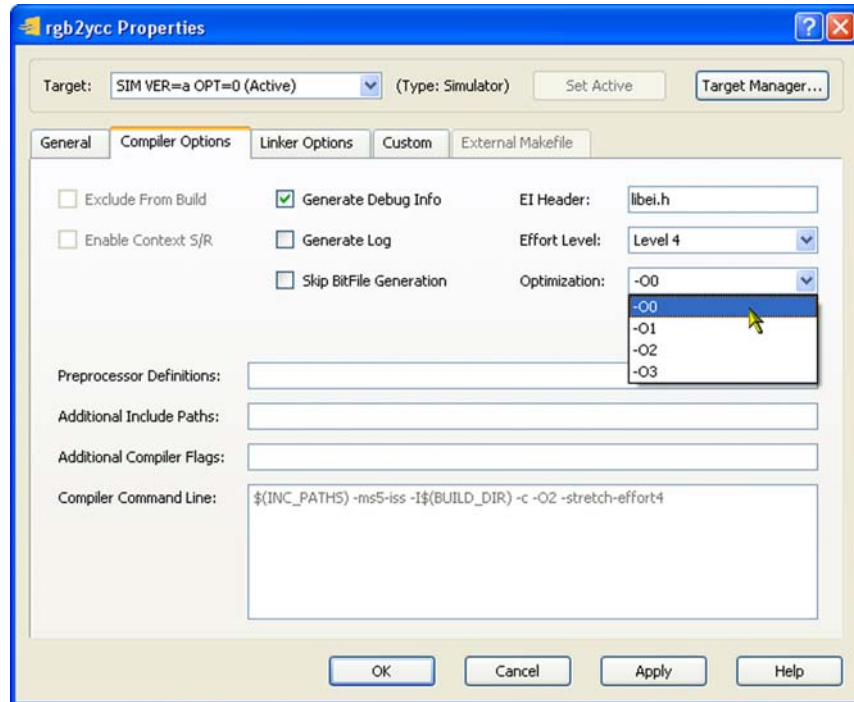 rgb2ycc Properties
Target: SIM VER=a OPT=0 (Active) (Type: Simulator) Set Active Target Manager...
General Compiler Options Linker Options Custom External Makefile
Exclude From Build Generate Debug Info EI Header: libei.h
Enable Context S/R Generate Log Effort Level: Level 4
Skip BitFile Generation Optimization: -O0
-O0
-O1
-O2
-O3
Preprocessor Definitions:
Additional Include Paths:
Additional Compiler Flags:
Compiler Command Line: $(INC_PATHS) -ms5-iss -I$(BUILD_DIR) -c -O2 -stretch-effort4
OK Cancel Apply Help